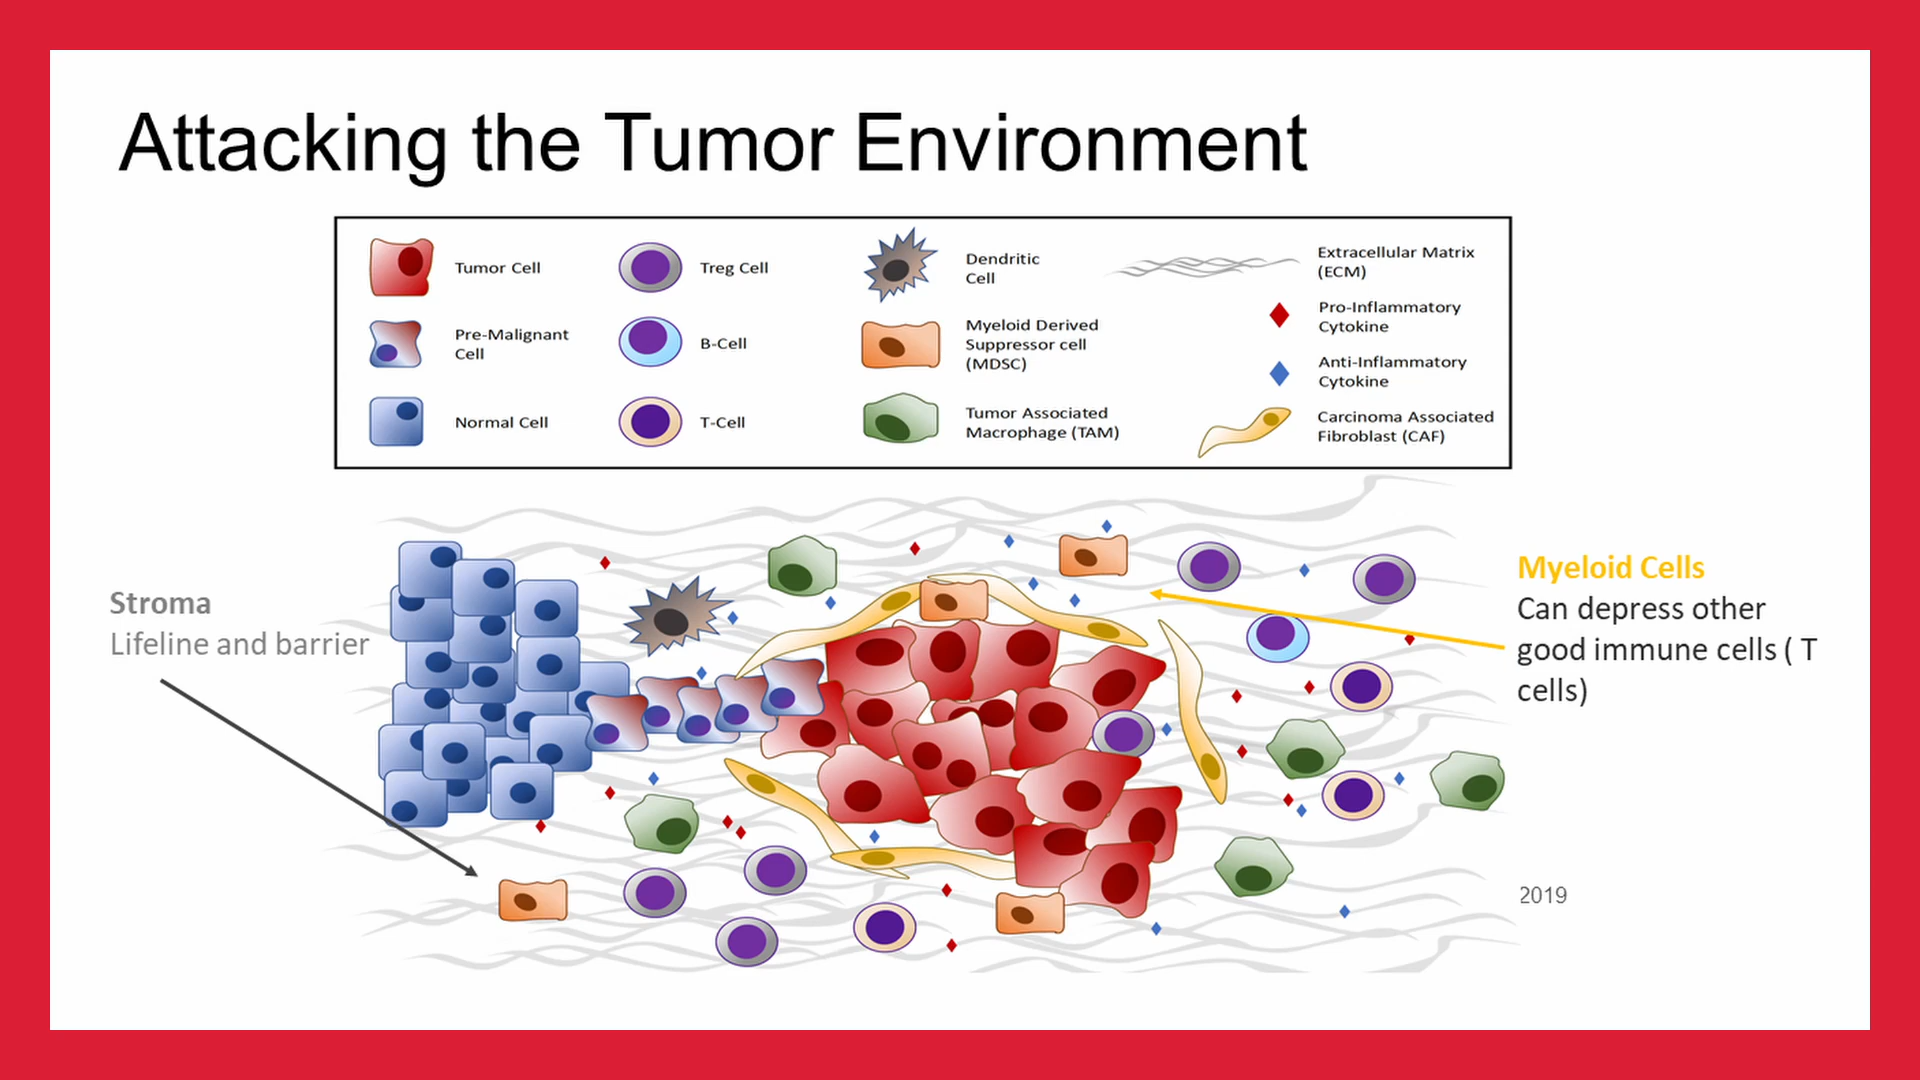 Attacking the Tumor Environment
Tumor Cell
Treg Cell
Dendritic
Cell
Extracellular Matrix
(ECM)
Pro-Inflammatory
Cytokine
Pre-Malignant
Cell
B-Cell
Myeloid Derived
Suppressor cell
(MDSC)
Anti-Inflammatory
Cytokine
Normal Cell
T-Cell
Tumor Associated
Macrophage (TAM)
Carcinoma Associated
Fibroblast (CAF)
Stroma
Lifeline and barrier
Myeloid Cells
Can depress other
good immune cells ( T
cells)
2019